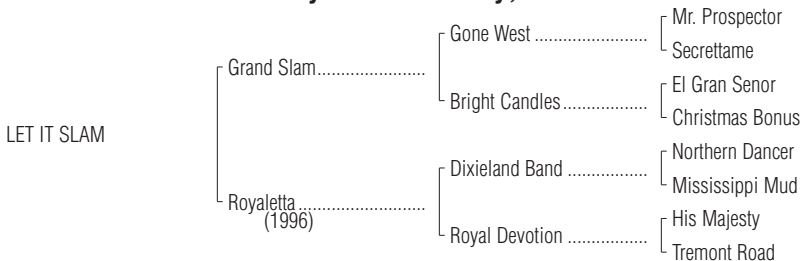 Mr. Prospector
Gone West ..........................
Secrettame
Grand Slam.........................
El Gran Senor
Bright Candles....................
Christmas Bonus
LET IT SLAM
Northern Dancer
Dixieland Band ...................
Mississippi Mud
Royaletta .............................
(1996)
His Majesty
Royal Devotion ...................
Tremont Road